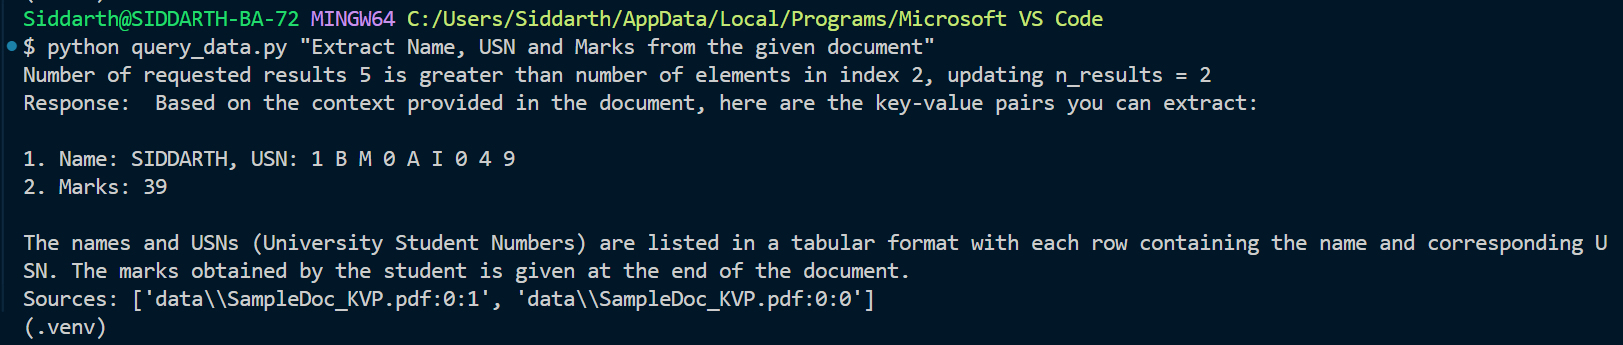 Siddarth@SIDDARTH-BA-72 MINGW64 C:/Users/Siddarth/AppData/Local/Programs/Microsoft VS Code
$ python query_data.py "Extract Name, USN and Marks from the given document"
Number of requested results 5 is greater than number of elements in index 2, updating n_results = 2
Response:  Based on the context provided in the document, here are the key-value pairs you can extract:

1. Name: SIDDARTH, USN: 1 B M 0 A I 0 4 9
2. Marks: 39

The names and USNs (University Student Numbers) are listed in a tabular format with each row containing the name and corresponding U
SN. The marks obtained by the student is given at the end of the document.
Sources: ['data\\SampleDoc_KVP.pdf:0:1', 'data\\SampleDoc_KVP.pdf:0:0']
(.venv)